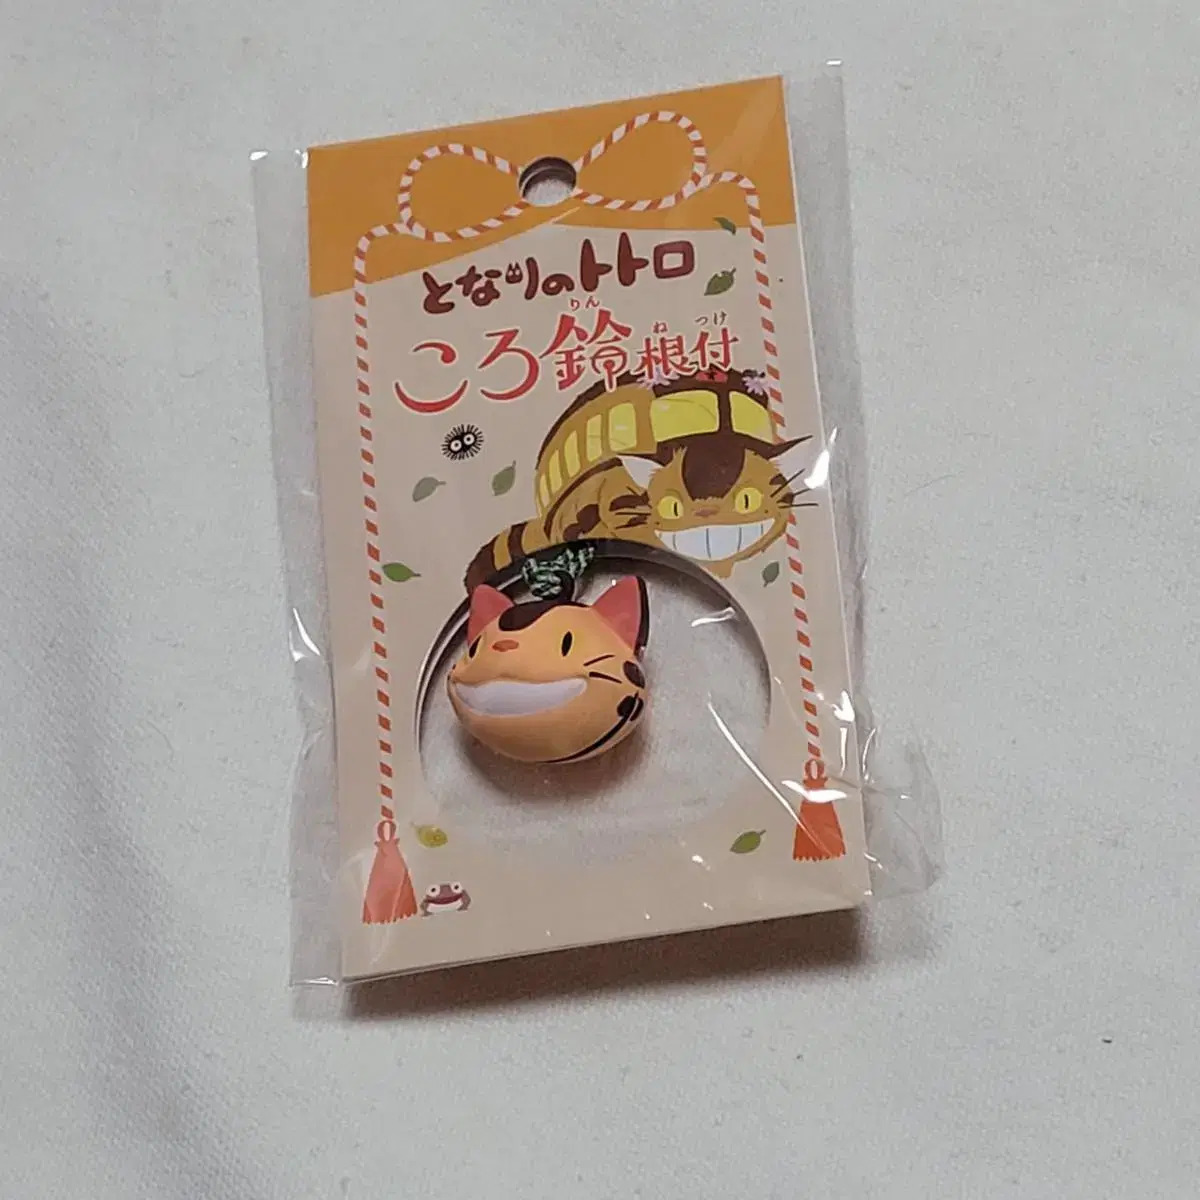 となりのトトロ
りん ね つけ
ころ鈴根付